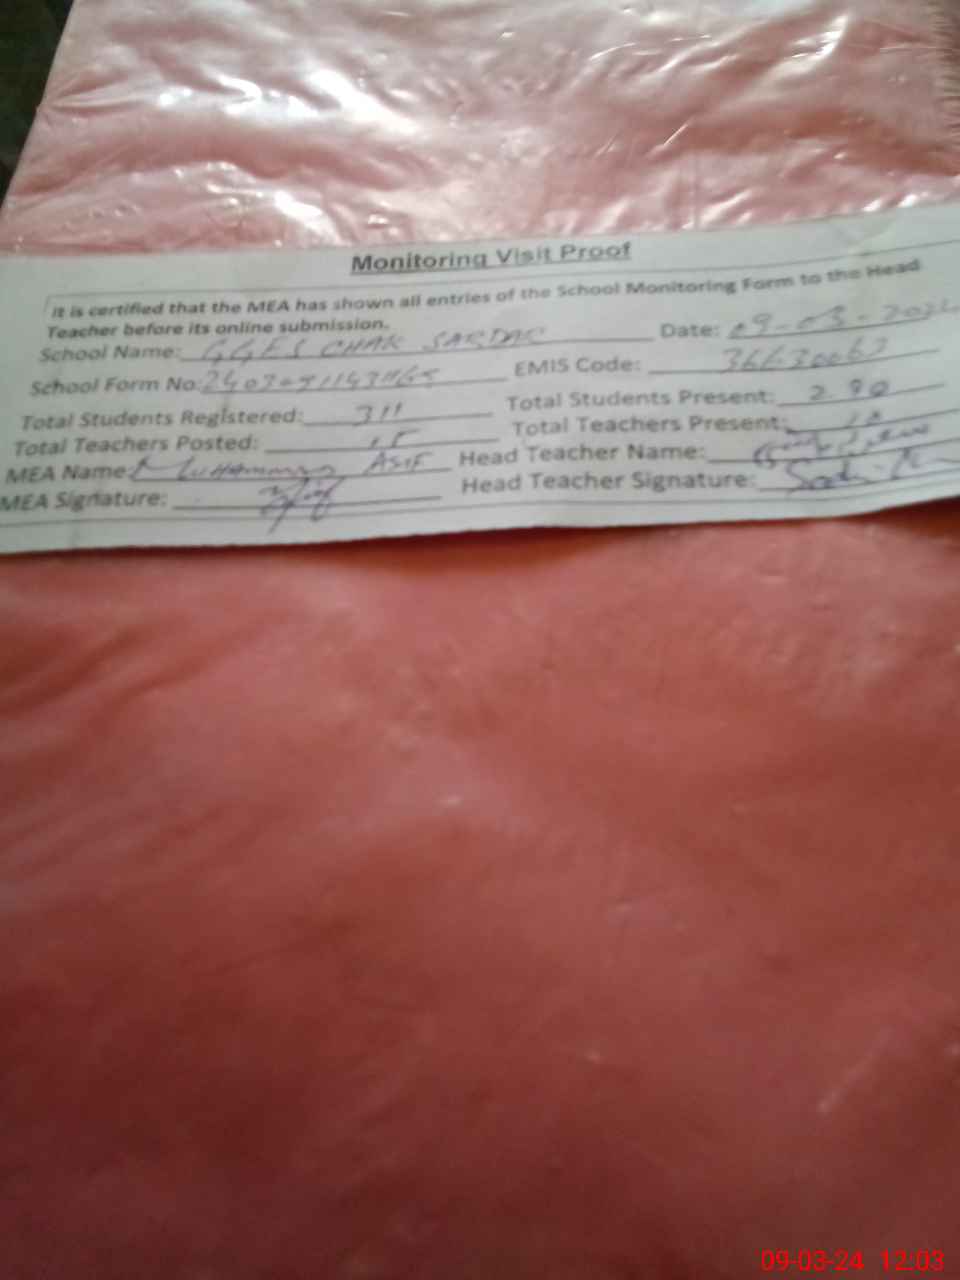 Monitoring Visit Proof
It is certified that the MEA has shown all entries of the School Monitoring Form to the Head
Teacher before its online submission.
School Name: GGES CHAK SARDAR Date: 09-03-2024
School Form No: EMIS Code: 36630063
Total Students Registered: 311 Total Students Present: 290
Total Teachers Posted: 15 Total Teachers Present:
MEA Name: Muhammad ASIF Head Teacher Name:
MEA Signature: Head Teacher Signature:
09-03-24 12:03